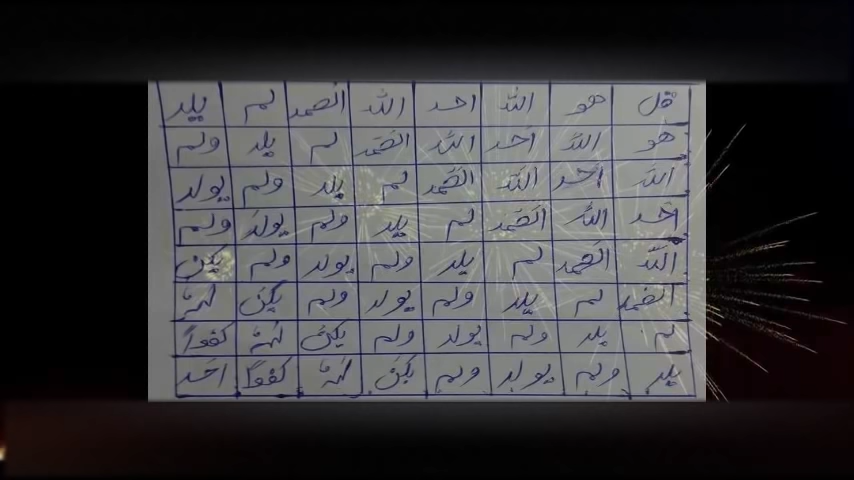 قل هو الله احد الله الصمد لم يلد
هو الله احد الله الصمد لم يلد ولم
الله احد الله الصمد لم يلد ولم يولد
احد الله الصمد لم يلد ولم يولد ولم
الله الصمد لم يلد ولم يولد ولم يكن
الصمد لم يلد ولم يولد ولم يكن له
لم يلد ولم يولد ولم يكن له كفوا
يلد ولم يولد ولم يكن له كفوا احد